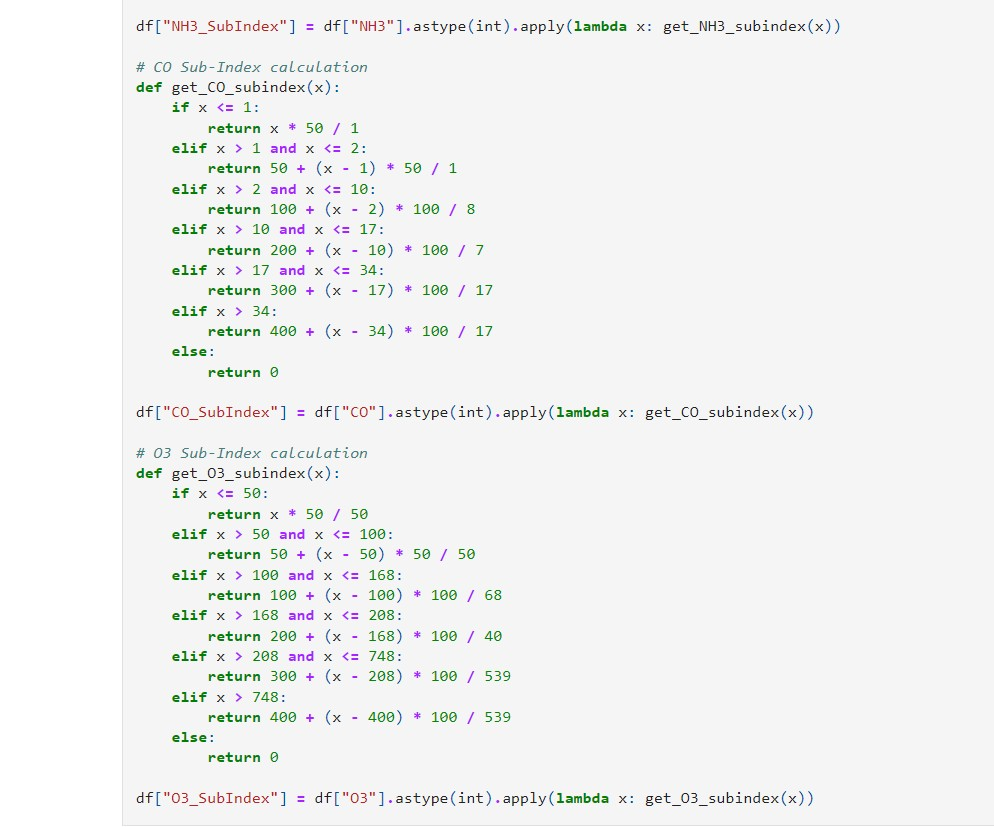 df["NH3_SubIndex"] = df["NH3"].astype(int).apply(lambda x: get_NH3_subindex(x))

# CO Sub-Index calculation
def get_CO_subindex(x):
    if x <= 1:
        return x * 50 / 1
    elif x > 1 and x <= 2:
        return 50 + (x - 1) * 50 / 1
    elif x > 2 and x <= 10:
        return 100 + (x - 2) * 100 / 8
    elif x > 10 and x <= 17:
        return 200 + (x - 10) * 100 / 7
    elif x > 17 and x <= 34:
        return 300 + (x - 17) * 100 / 17
    elif x > 34:
        return 400 + (x - 34) * 100 / 17
    else:
        return 0

df["CO_SubIndex"] = df["CO"].astype(int).apply(lambda x: get_CO_subindex(x))

# O3 Sub-Index calculation
def get_O3_subindex(x):
    if x <= 50:
        return x * 50 / 50
    elif x > 50 and x <= 100:
        return 50 + (x - 50) * 50 / 50
    elif x > 100 and x <= 168:
        return 100 + (x - 100) * 100 / 68
    elif x > 168 and x <= 208:
        return 200 + (x - 168) * 100 / 40
    elif x > 208 and x <= 748:
        return 300 + (x - 208) * 100 / 539
    elif x > 748:
        return 400 + (x - 400) * 100 / 539
    else:
        return 0

df["O3_SubIndex"] = df["O3"].astype(int).apply(lambda x: get_O3_subindex(x))